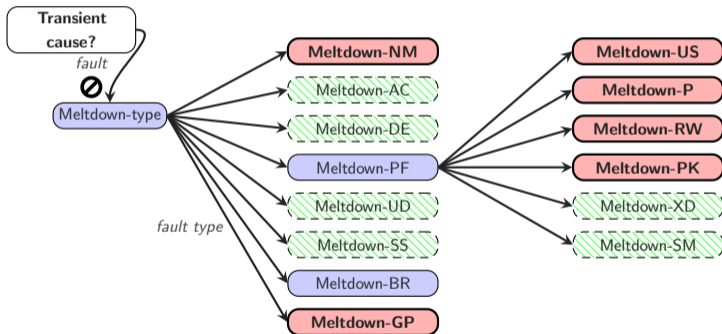 Transient
cause?
fault
Meltdown-type
fault type
Meltdown-NM
Meltdown-AC
Meltdown-DE
Meltdown-PF
Meltdown-UD
Meltdown-SS
Meltdown-BR
Meltdown-GP
Meltdown-US
Meltdown-P
Meltdown-RW
Meltdown-PK
Meltdown-XD
Meltdown-SM